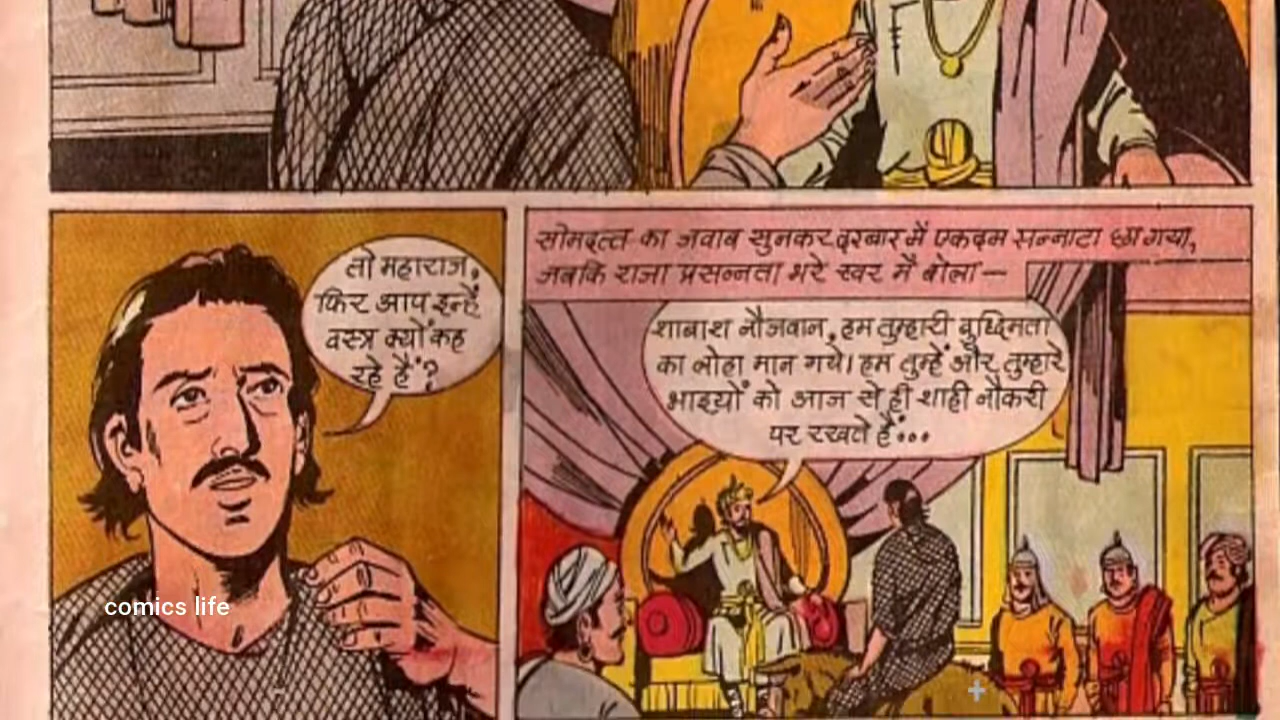 तो महाराज,
फिर आप इन्हें
वस्त्र क्यों कह
रहे हैं?
सोमदत्त का जवाब सुनकर दरबार में एकदम सन्नाटा छा गया,
जबकि राजा प्रसन्नता भरे स्वर में बोला—
शाबाश नौजवान, हम तुम्हारी बुध्दिमता
का लोहा मान गये। हम तुम्हें और तुम्हारे
भाइयों को आज से ही शाही नौकरी
पर रखते हैं...
comics life